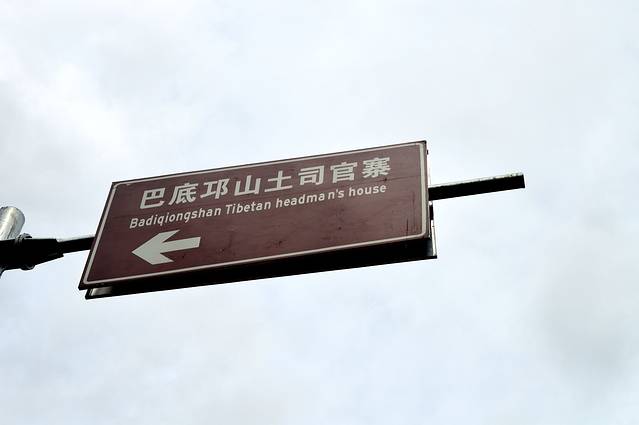 巴底邛山土司官寨
Badiqiongshan Tibetan headman's house